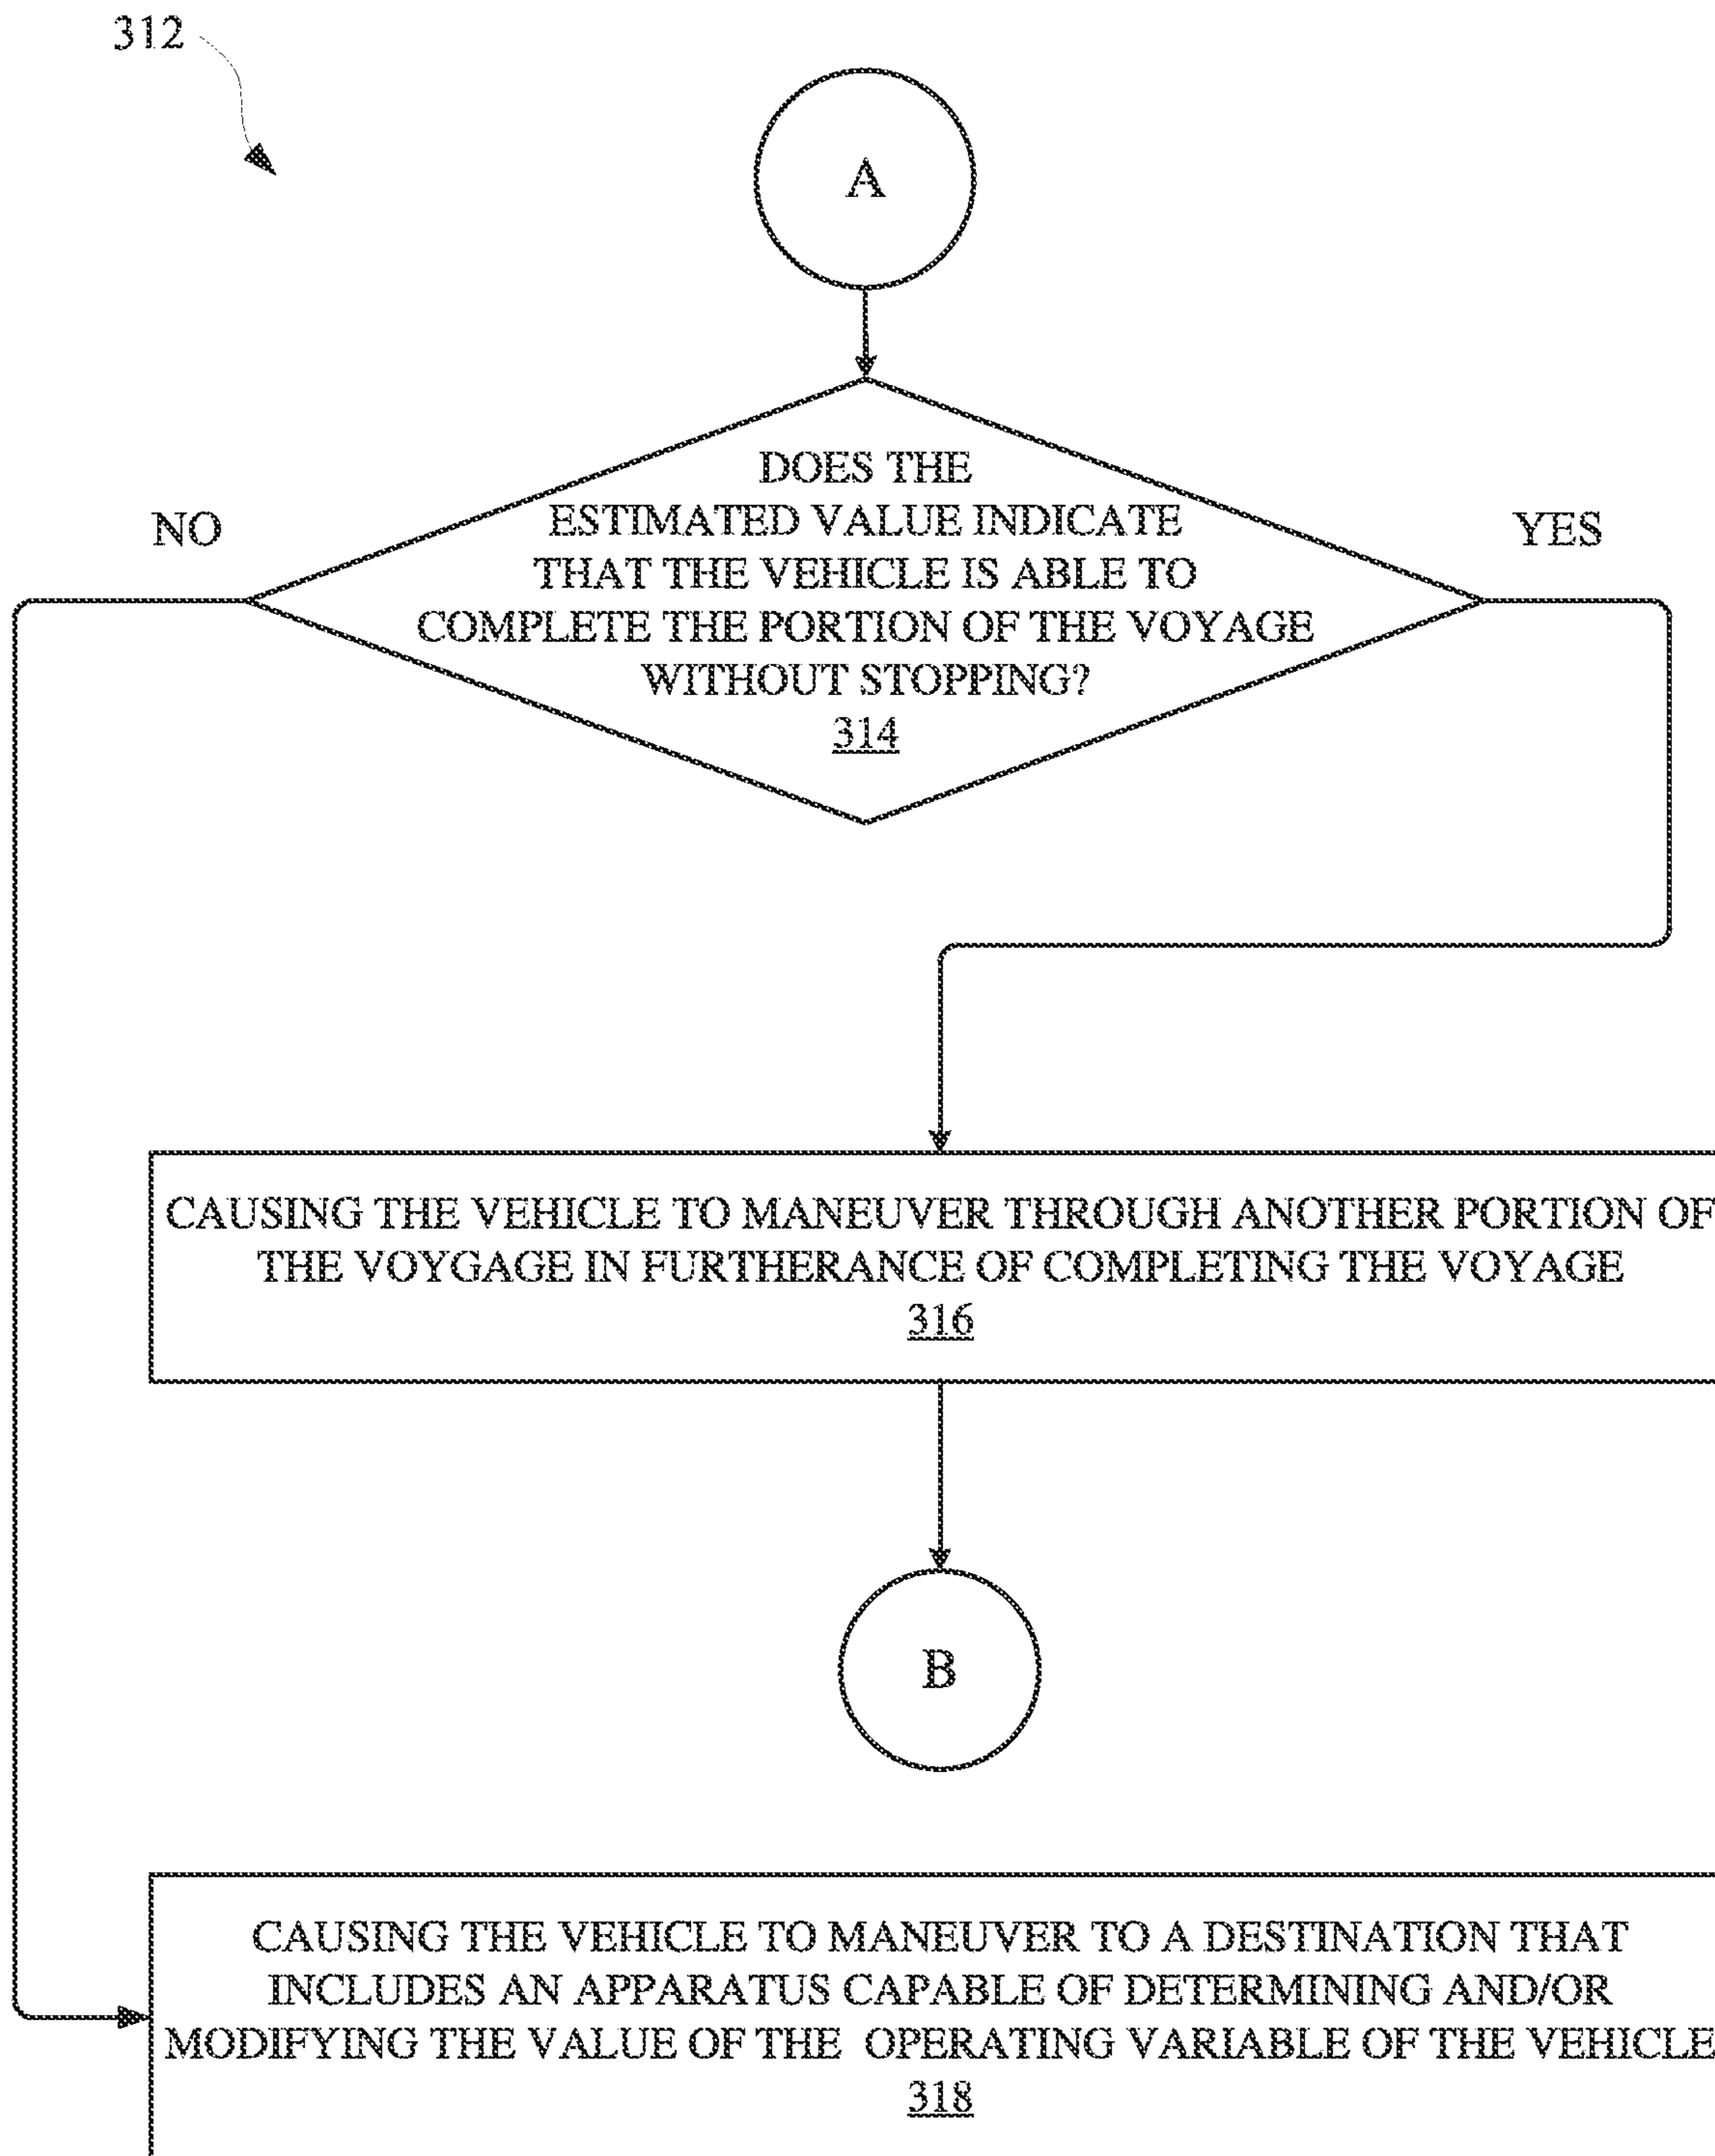 312
A
DOES THE
ESTIMATED VALUE INDICATE
THAT THE VEHICLE IS ABLE TO
COMPLETE THE PORTION OF THE VOYAGE
WITHOUT STOPPING?
314
NO
YES
CAUSING THE VEHICLE TO MANEUVER THROUGH ANOTHER PORTION OF
THE VOYGAGE IN FURTHERANCE OF COMPLETING THE VOYAGE
316
B
CAUSING THE VEHICLE TO MANEUVER TO A DESTINATION THAT
INCLUDES AN APPARATUS CAPABLE OF DETERMINING AND/OR
MODIFYING THE VALUE OF THE OPERATING VARIABLE OF THE VEHICLE
318